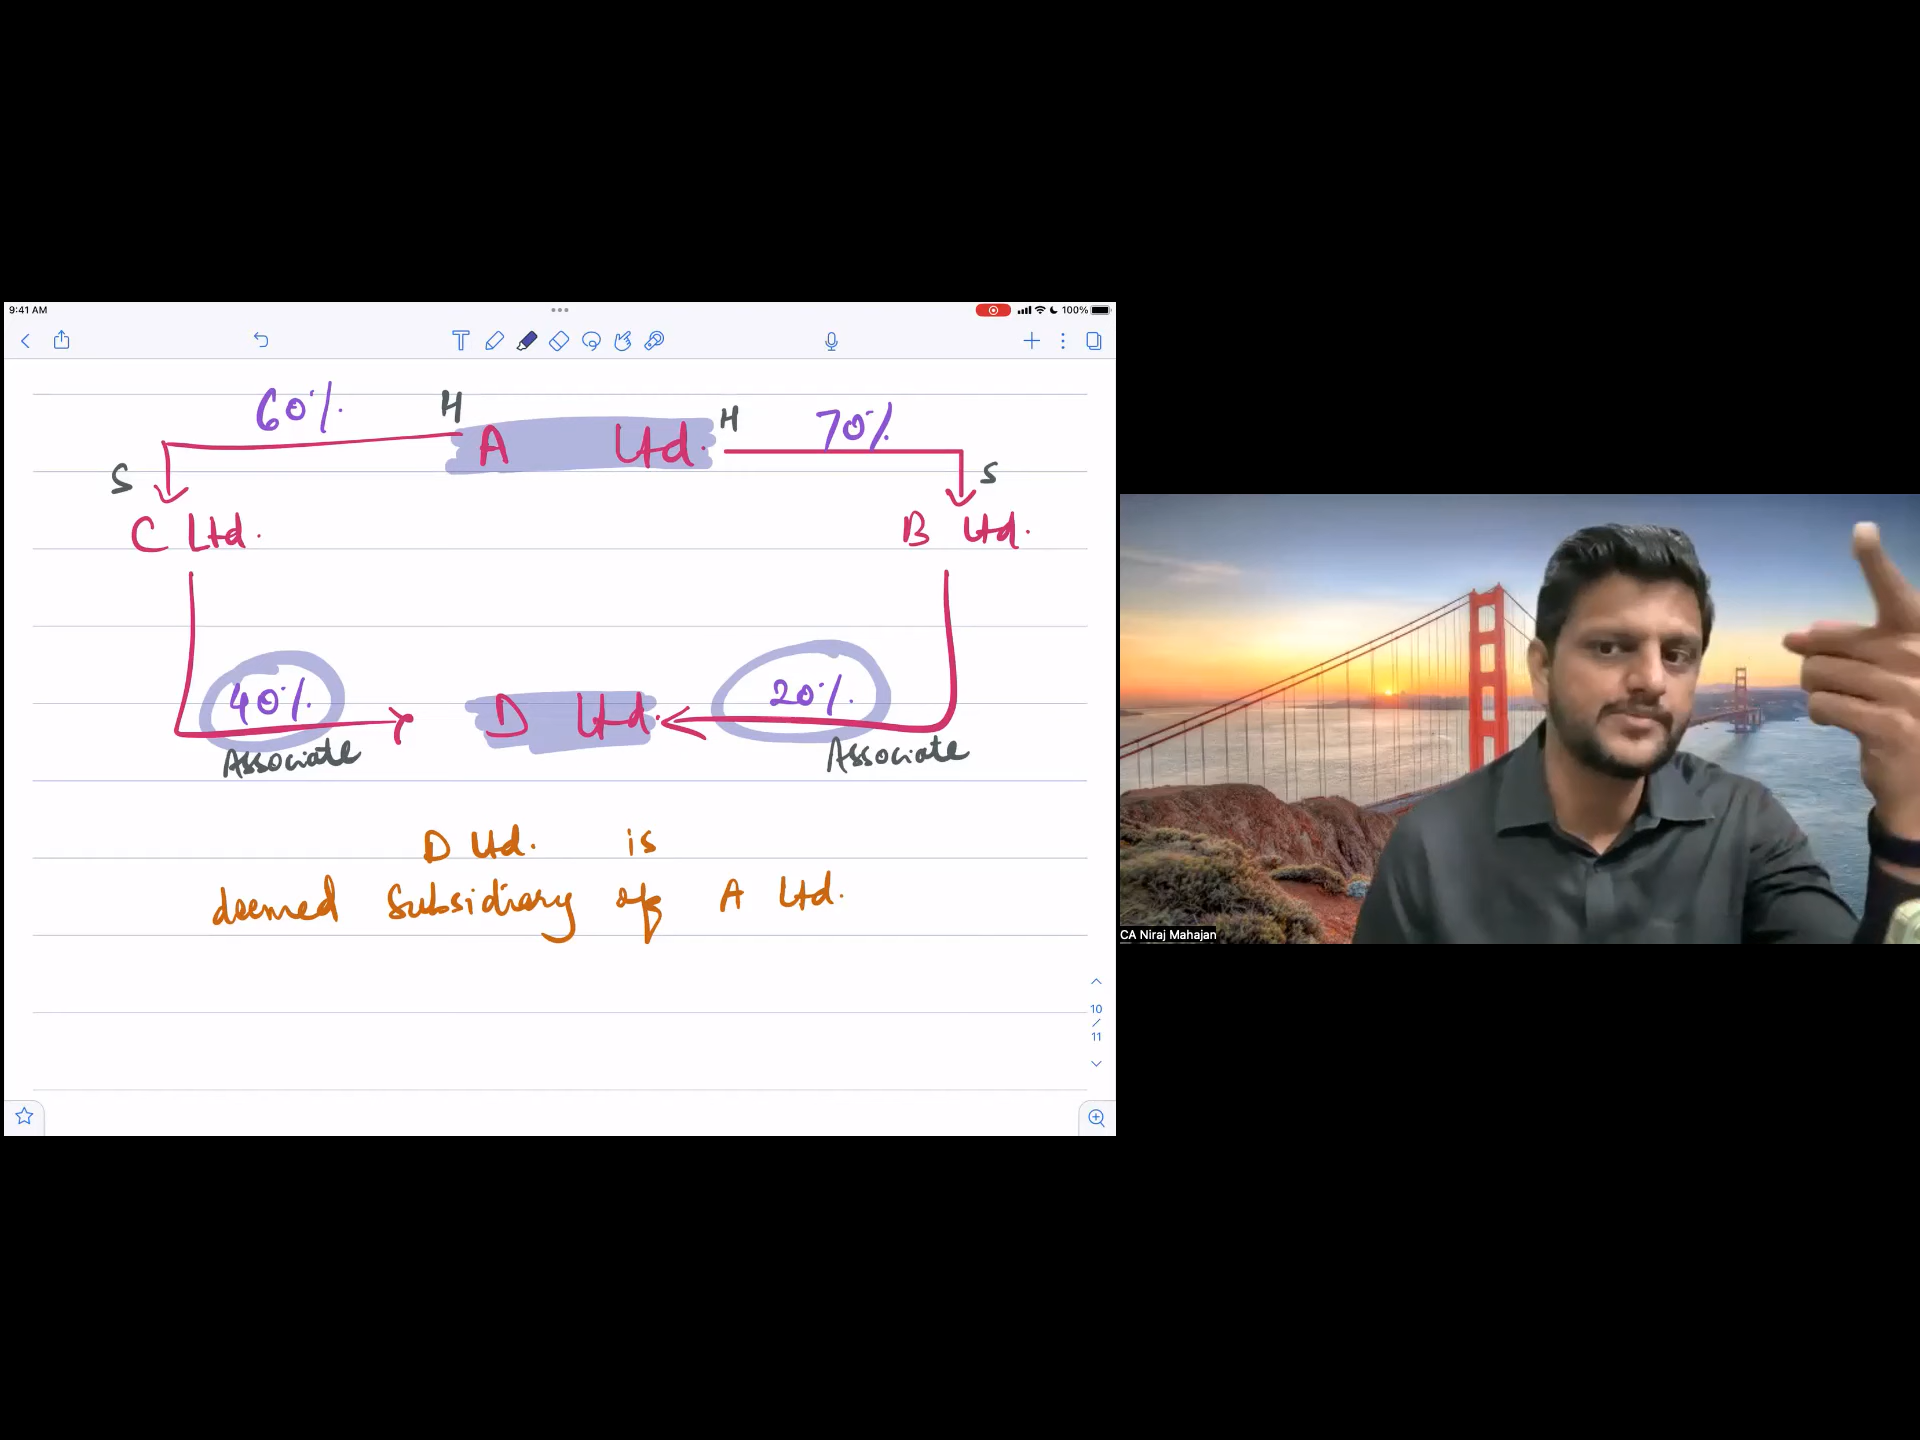 9:41 AM
100%
60% H H 70%
A Ltd.
S S
C Ltd. B Ltd.
40% D Ltd. 20%
Associate Associate
D Ltd. is
deemed Subsidiary of A Ltd.
CA Niraj Mahajan
10
/
11